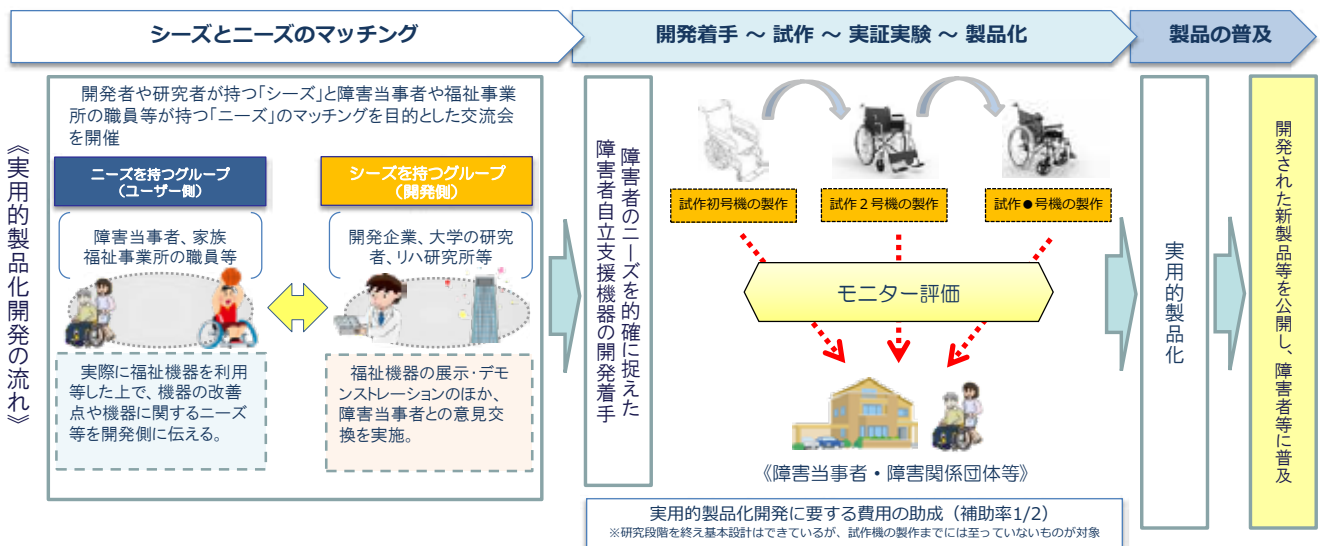 シーズとニーズのマッチング
開発着手 ～ 試作 ～ 実証実験 ～ 製品化
製品の普及
《実用的製品化開発の流れ》
開発者や研究者が持つ「シーズ」と障害当事者や福祉事業
所の職員等が持つ「ニーズ」のマッチングを目的とした交流会
を開催
ニーズを持つグループ
（ユーザー側）
シーズを持つグループ
（開発側）
障害当事者、家族
福祉事業所の職員等
開発企業、大学の研究
者、リハ研究所等
実際に福祉機器を利用
等した上で、機器の改善
点や機器に関するニーズ
等を開発側に伝える。
福祉機器の展示・デモ
ンストレーションのほか、
障害当事者との意見交
換を実施。
障害者のニーズを的確に捉えた
障害者自立支援機器の開発着手
試作初号機の製作
試作２号機の製作
試作●号機の製作
モニター評価
《障害当事者・障害関係団体等》
実用的製品化開発に要する費用の助成（補助率1/2）
※研究段階を終え基本設計はできているが、試作機の製作までには至っていないものが対象
実用的製品化
開発された新製品等を公開し、障害者等に普及